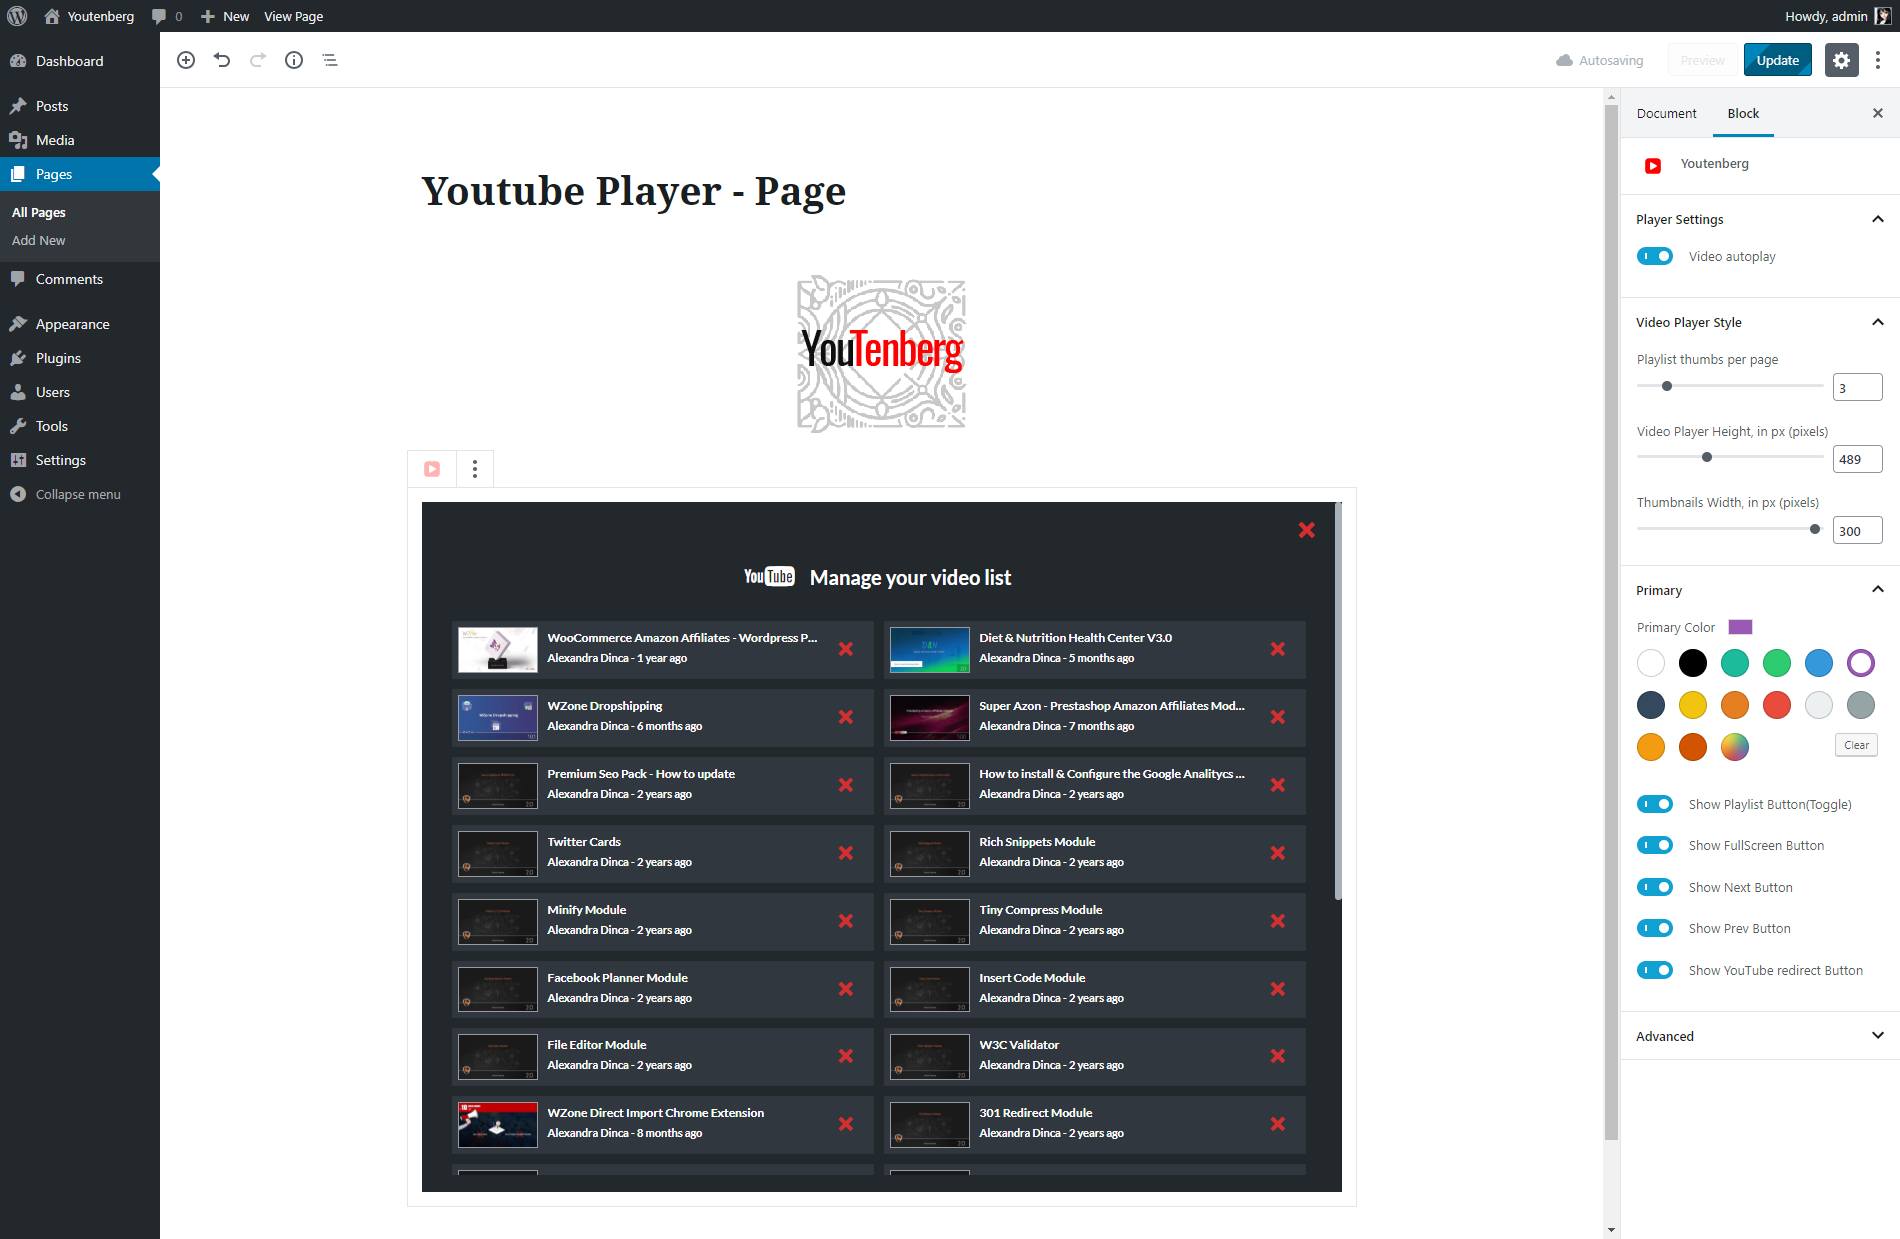 Youtenberg
0
New
View Page
Howdy, admin
Dashboard
Posts
Media
Pages
All Pages
Add New
Comments
Appearance
Plugins
Users
Tools
Settings
Collapse menu
Autosaving
Preview
Update
Youtube Player - Page
YouTenberg
YouTube Manage your video list
WooCommerce Amazon Affiliates - Wordpress P...
Alexandra Dinca - 1 year ago
Diet & Nutrition Health Center V3.0
Alexandra Dinca - 5 months ago
WZone Dropshipping
Alexandra Dinca - 6 months ago
Super Azon - Prestashop Amazon Affiliates Mod...
Alexandra Dinca - 7 months ago
Premium Seo Pack - How to update
Alexandra Dinca - 2 years ago
How to install & Configure the Google Analitycs ...
Alexandra Dinca - 2 years ago
Twitter Cards
Alexandra Dinca - 2 years ago
Rich Snippets Module
Alexandra Dinca - 2 years ago
Minify Module
Alexandra Dinca - 2 years ago
Tiny Compress Module
Alexandra Dinca - 2 years ago
Facebook Planner Module
Alexandra Dinca - 2 years ago
Insert Code Module
Alexandra Dinca - 2 years ago
File Editor Module
Alexandra Dinca - 2 years ago
W3C Validator
Alexandra Dinca - 2 years ago
WZone Direct Import Chrome Extension
Alexandra Dinca - 8 months ago
301 Redirect Module
Alexandra Dinca - 2 years ago
Document
Block
Youtenberg
Player Settings
Video autoplay
Video Player Style
Playlist thumbs per page
3
Video Player Height, in px (pixels)
489
Thumbnails Width, in px (pixels)
300
Primary
Primary Color
Clear
Show Playlist Button(Toggle)
Show FullScreen Button
Show Next Button
Show Prev Button
Show YouTube redirect Button
Advanced